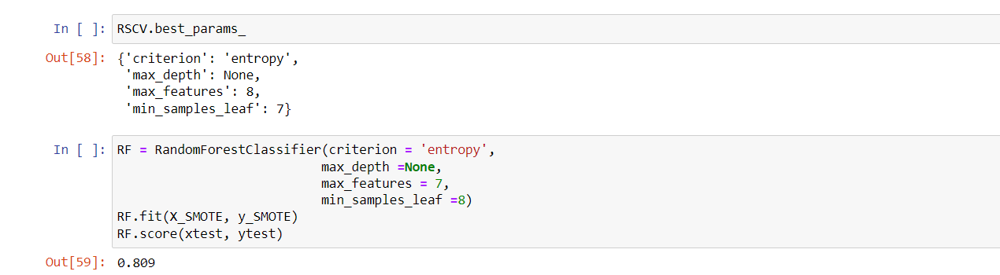 In [ ]: RSCV.best_params_
Out[58]: {'criterion': 'entropy',
'max_depth': None,
'max_features': 8,
'min_samples_leaf': 7}
In [ ]: RF = RandomForestClassifier(criterion = 'entropy',
max_depth =None,
max_features = 7,
min_samples_leaf =8)
RF.fit(X_SMOTE, y_SMOTE)
RF.score(xtest, ytest)
Out[59]: 0.809